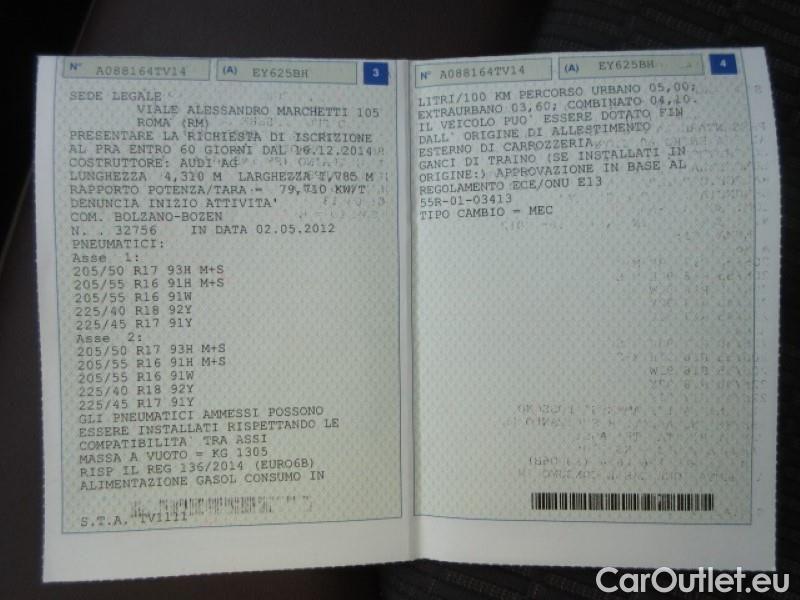 N° A088164TV14 (A) EY625BH 3
SEDE LEGALE
VIALE ALESSANDRO MARCHETTI 105
ROMA (RM)
PRESENTARE LA RICHIESTA DI ISCRIZIONE
AL PRA ENTRO 60 GIORNI DAL 16.12.2014
COSTRUTTORE: AUDI AG
LUNGHEZZA 4,310 M LARGHEZZA 1,785 M
RAPPORTO POTENZA/TARA = 79,710 KW/T
DENUNCIA INIZIO ATTIVITA'
COM. BOLZANO-BOZEN
N. . 32756 IN DATA 02.05.2012
PNEUMATICI:
Asse 1:
205/50 R17 93H M+S
205/55 R16 91H M+S
205/55 R16 91W
225/40 R18 92Y
225/45 R17 91Y
Asse 2:
205/50 R17 93H M+S
205/55 R16 91H M+S
205/55 R16 91W
225/40 R18 92Y
225/45 R17 91Y
GLI PNEUMATICI AMMESSI POSSONO
ESSERE INSTALLATI RISPETTANDO LE
COMPATIBILITA' TRA ASSI
MASSA A VUOTO = KG 1305
RISP IL REG 136/2014 (EURO6B)
ALIMENTAZIONE GASOL CONSUMO IN
S.T.A. TV1111
N° A088164TV14 (A) EY625BH 4
LITRI/100 KM PERCORSO URBANO 05,00;
EXTRAURBANO 03,60; COMBINATO 04,10.
IL VEICOLO PUO' ESSERE DOTATO FIN
DALL' ORIGINE DI ALLESTIMENTO
ESTERNO DI CARROZZERIA
GANCI DI TRAINO (SE INSTALLATI IN
ORIGINE:) APPROVAZIONE IN BASE AL
REGOLAMENTO ECE/ONU E13
55R-01-03413
TIPO CAMBIO = MEC
CarOutlet.eu